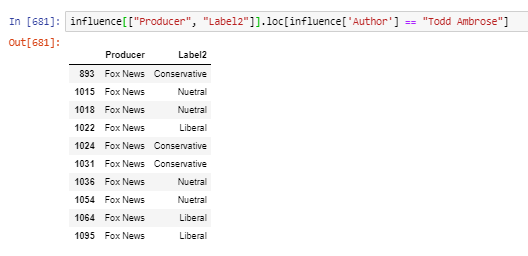 In [681]: influence[["Producer", "Label2"]].loc[influence['Author'] == "Todd Ambrose"]
Out[681]:
Producer Label2
893 Fox News Conservative
1015 Fox News Nuetral
1018 Fox News Nuetral
1022 Fox News Liberal
1024 Fox News Conservative
1031 Fox News Conservative
1036 Fox News Nuetral
1054 Fox News Nuetral
1064 Fox News Liberal
1095 Fox News Liberal